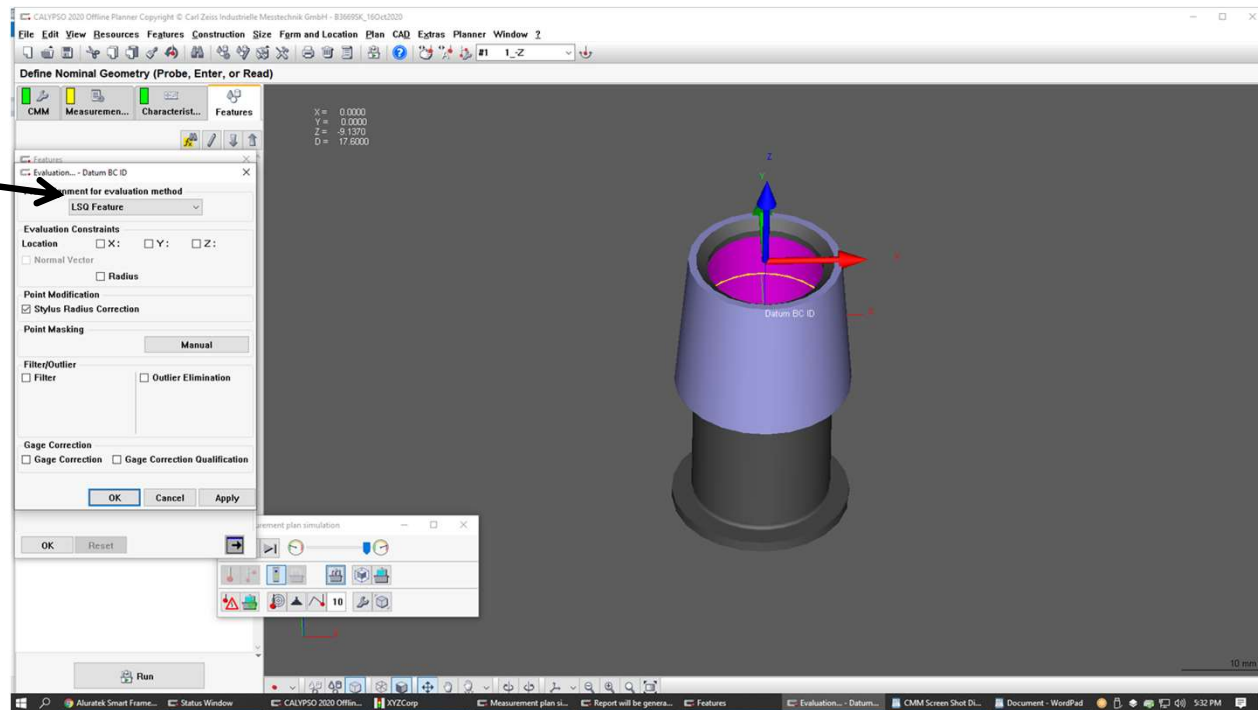 CALYPSO 2020 Offline Planner Copyright © Carl Zeiss Industrielle Messtechnik GmbH - B36695K_16Oct2020
File Edit View Resources Features Construction Size Form and Location Plan CAD Extras Planner Window ?
#1 1_-Z
Define Nominal Geometry (Probe, Enter, or Read)
CMM Measuremen... Characterist... Features
X = 0.0000
Y = 0.0000
Z = -9.1370
D = 17.6000
Features
Evaluation... - Datum BC ID
nment for evaluation method
LSQ Feature
Evaluation Constraints
Location X: Y: Z:
Normal Vector
Radius
Point Modification
Stylus Radius Correction
Point Masking
Manual
Filter/Outlier
Filter Outlier Elimination
Gage Correction
Gage Correction Gage Correction Qualification
OK Cancel Apply
OK Reset
urement plan simulation
10
Run
Z
Y
X
Datum BC ID
X
10 mm
Aluratek Smart Frame... Status Window CALYPSO 2020 Offlin... XYZCorp Measurement plan si... Report will be genera... Features Evaluation... - Datum... CMM Screen Shot Di... Document - WordPad 5:32 PM